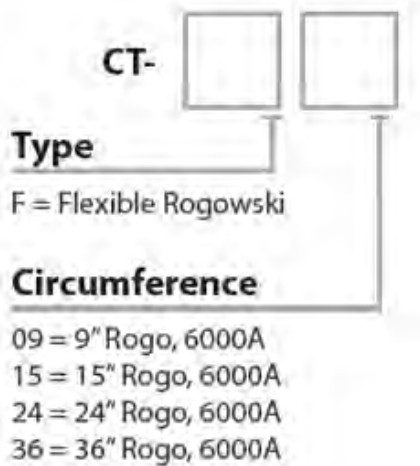 CT-
Type
F = Flexible Rogowski
Circumference
09 = 9" Rogo, 6000A
15 = 15" Rogo, 6000A
24 = 24" Rogo, 6000A
36 = 36" Rogo, 6000A